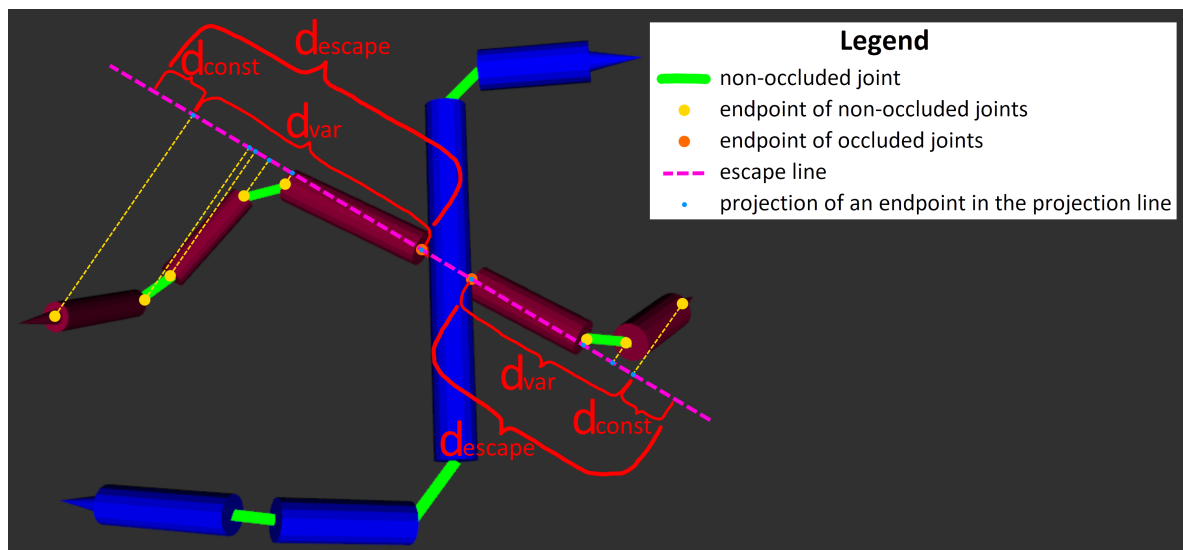 descape
dconst
dvar
Legend
non-occluded joint
endpoint of non-occluded joints
endpoint of occluded joints
escape line
projection of an endpoint in the projection line
dvar
dconst
descape